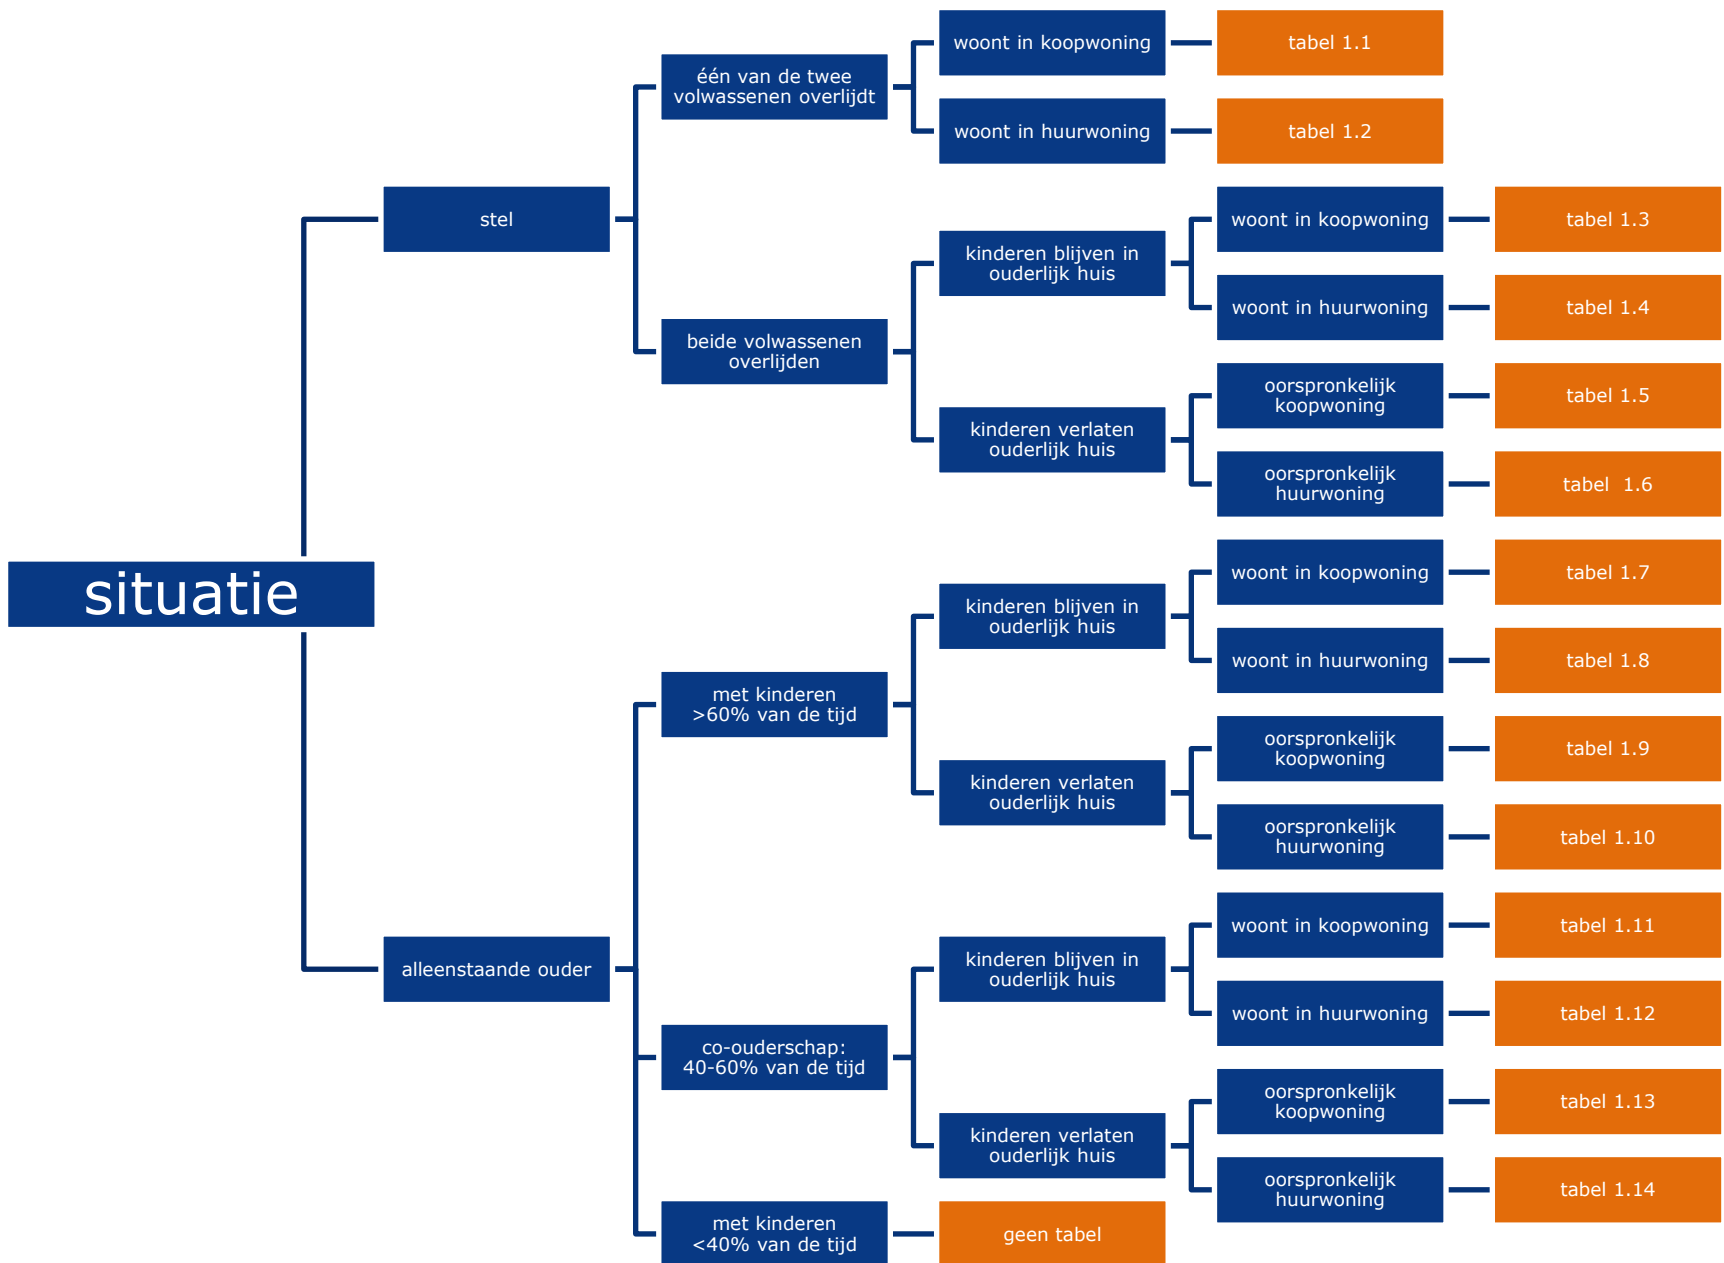 situatie
stel
één van de twee
volwassenen overlijdt
woont in koopwoning
tabel 1.1
woont in huurwoning
tabel 1.2
beide volwassenen
overlijden
kinderen blijven in
ouderlijk huis
woont in koopwoning
tabel 1.3
woont in huurwoning
tabel 1.4
kinderen verlaten
ouderlijk huis
oorspronkelijk
koopwoning
tabel 1.5
oorspronkelijk
huurwoning
tabel  1.6
alleenstaande ouder
met kinderen
>60% van de tijd
kinderen blijven in
ouderlijk huis
woont in koopwoning
tabel 1.7
woont in huurwoning
tabel 1.8
kinderen verlaten
ouderlijk huis
oorspronkelijk
koopwoning
tabel 1.9
oorspronkelijk
huurwoning
tabel 1.10
co-ouderschap:
40-60% van de tijd
kinderen blijven in
ouderlijk huis
woont in koopwoning
tabel 1.11
woont in huurwoning
tabel 1.12
kinderen verlaten
ouderlijk huis
oorspronkelijk
koopwoning
tabel 1.13
oorspronkelijk
huurwoning
tabel 1.14
met kinderen
<40% van de tijd
geen tabel